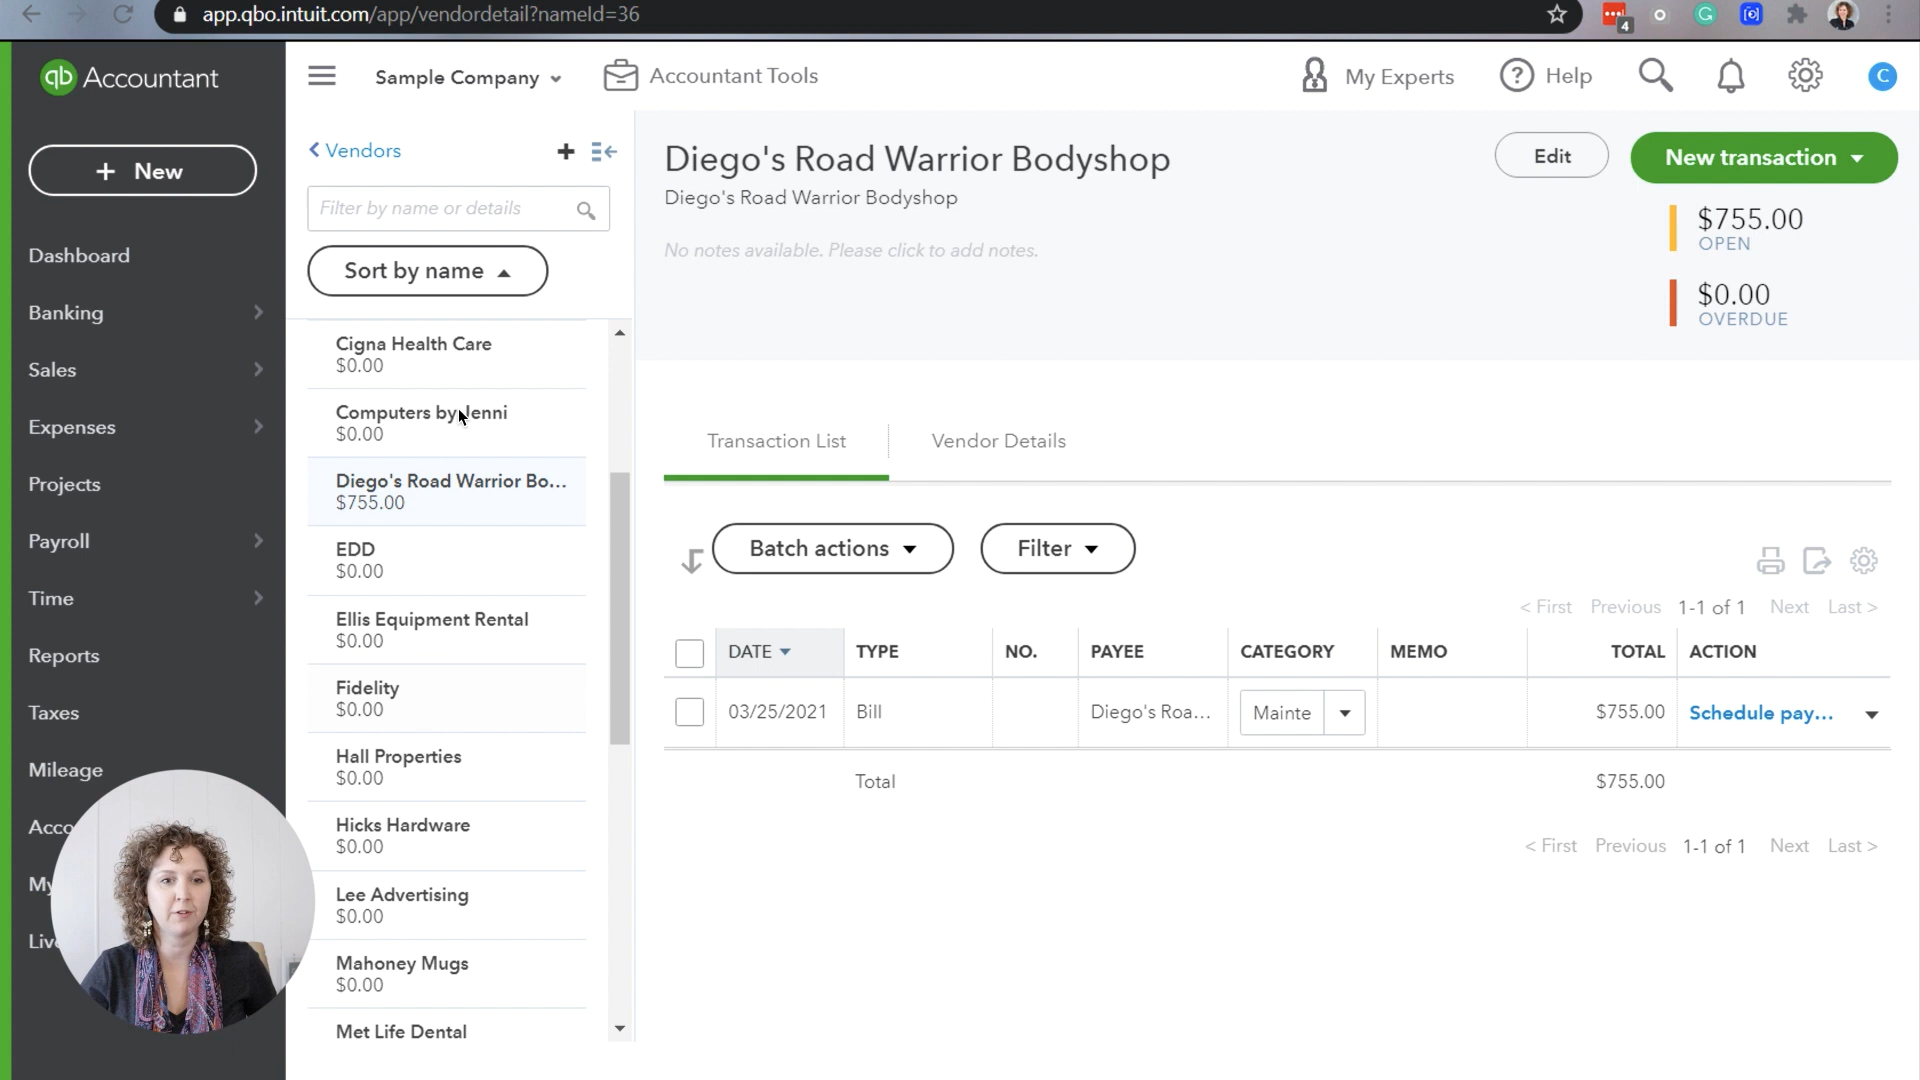 app.qbo.intuit.com/app/vendordetail?nameId=36
4
qb Accountant
Sample Company
Accountant Tools
My Experts
? Help
C
+ New
Dashboard
Banking
Sales
Expenses
Projects
Payroll
Time
Reports
Taxes
Mileage
Acco
My
Liv
< Vendors
+
Filter by name or details
Sort by name
Cigna Health Care
$0.00
Computers by Jenni
$0.00
Diego's Road Warrior Bo...
$755.00
EDD
$0.00
Ellis Equipment Rental
$0.00
Fidelity
$0.00
Hall Properties
$0.00
Hicks Hardware
$0.00
Lee Advertising
$0.00
Mahoney Mugs
$0.00
Met Life Dental
Diego's Road Warrior Bodyshop
Diego's Road Warrior Bodyshop
No notes available. Please click to add notes.
Edit
New transaction
$755.00
OPEN
$0.00
OVERDUE
Transaction List
Vendor Details
Batch actions
Filter
< First Previous 1-1 of 1 Next Last >
DATE TYPE NO. PAYEE CATEGORY MEMO TOTAL ACTION
03/25/2021 Bill Diego's Roa... Mainte $755.00 Schedule pay...
Total $755.00
< First Previous 1-1 of 1 Next Last >